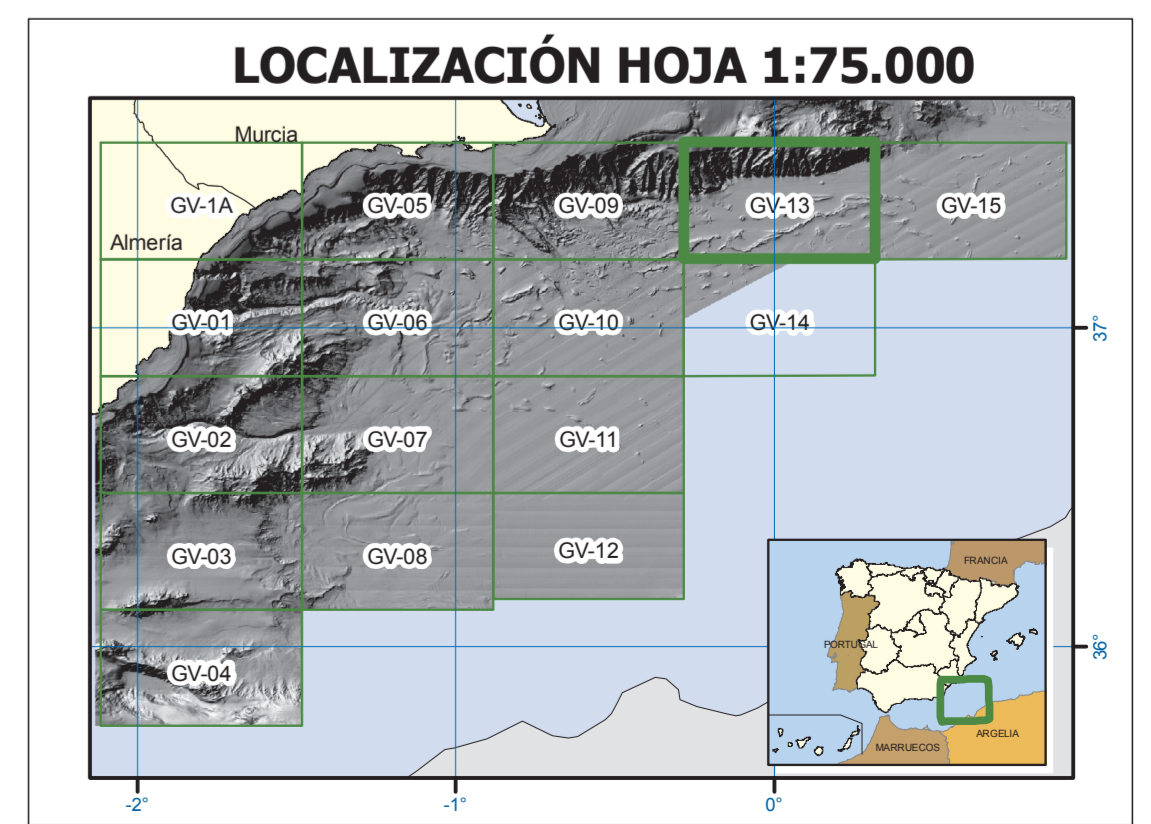 LOCALIZACIÓN HOJA 1:75.000
Murcia
GV-1A
GV-05
GV-09
GV-13
GV-15
Almería
GV-01
GV-06
GV-10
GV-14
37°
GV-02
GV-07
GV-11
GV-03
GV-08
GV-12
FRANCIA
PORTUGAL
36°
GV-04
ARGELIA
MARRUECOS
-2°
-1°
0°